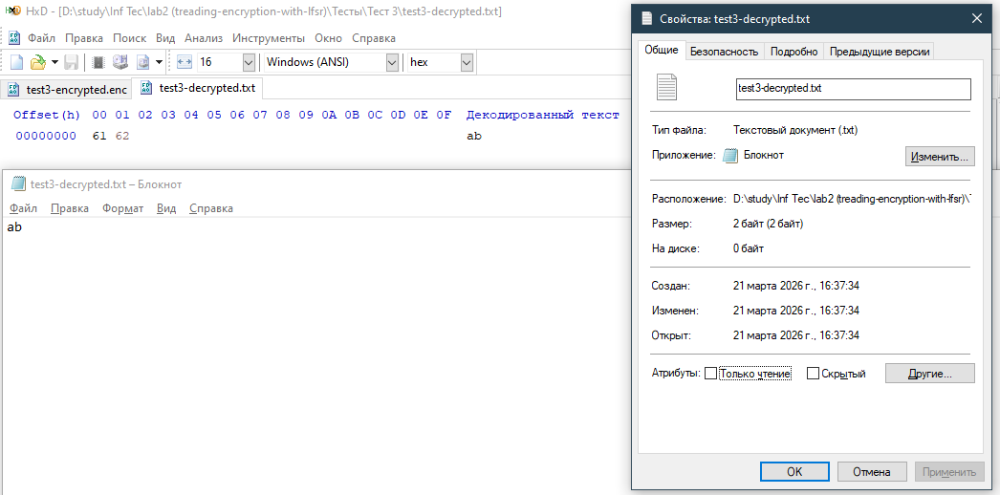 HxD - [D:\study\Inf Tec\lab2 (treading-encryption-with-lfsr)\Тесты\Тест 3\test3-decrypted.txt]
Файл Правка Поиск Вид Анализ Инструменты Окно Справка
16 Windows (ANSI) hex
test3-encrypted.enc test3-decrypted.txt
Offset(h) 00 01 02 03 04 05 06 07 08 09 0A 0B 0C 0D 0E 0F Декодированный текст
00000000 61 62 ab
test3-decrypted.txt – Блокнот
Файл Правка Формат Вид Справка
ab
Свойства: test3-decrypted.txt
Общие Безопасность Подробно Предыдущие версии
test3-decrypted.txt
Тип файла: Текстовый документ (.txt)
Приложение: Блокнот Изменить...
Расположение: D:\study\Inf Tec\lab2 (treading-encryption-with-lfsr)\
Размер: 2 байт (2 байт)
На диске: 0 байт
Создан: 21 марта 2026 г., 16:37:34
Изменен: 21 марта 2026 г., 16:37:34
Открыт: 21 марта 2026 г., 16:37:34
Атрибуты: Только чтение Скрытый Другие...
OK Отмена Применить